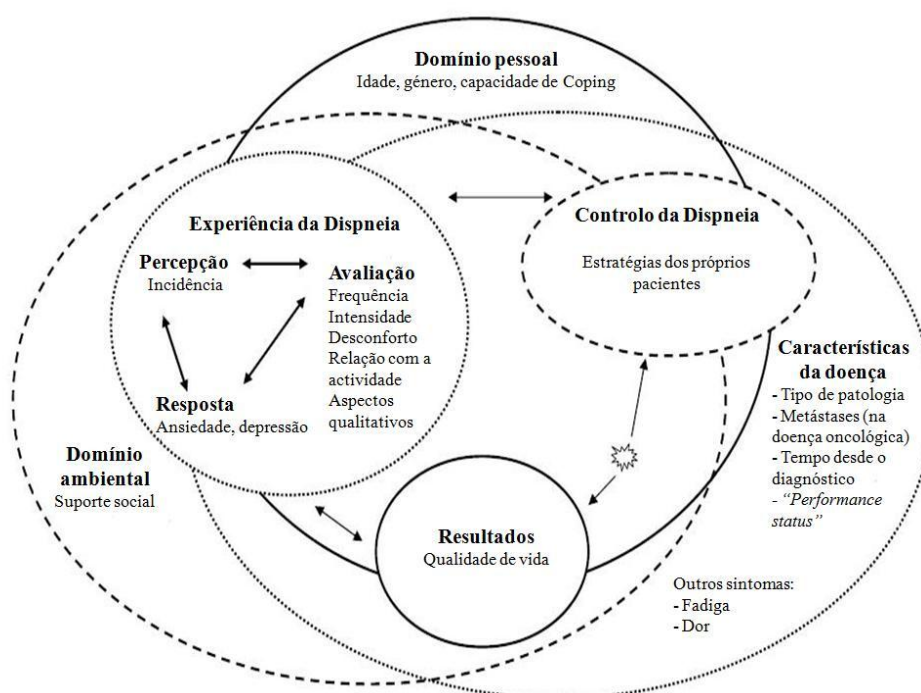 Domínio pessoal
Idade, género, capacidade de Coping
Experiência da Dispneia
Percepção
Incidência
Avaliação
Frequência
Intensidade
Desconforto
Relação com a
actividade
Aspectos
qualitativos
Resposta
Ansiedade, depressão
Controlo da Dispneia
Estratégias dos próprios
pacientes
Características
da doença
- Tipo de patologia
- Metástases (na
doença oncológica)
- Tempo desde o
diagnóstico
- “Performance
status”
Domínio
ambiental
Suporte social
Resultados
Qualidade de vida
Outros sintomas:
- Fadiga
- Dor